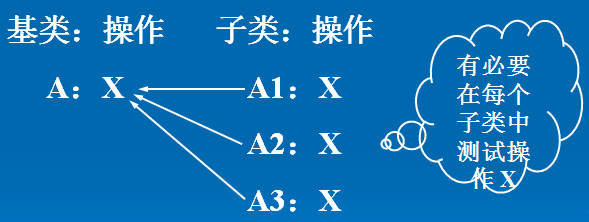 基类：操作 子类：操作
A：X A1：X
A2：X
A3：X
有必要
在每个
子类中
测试操
作 X